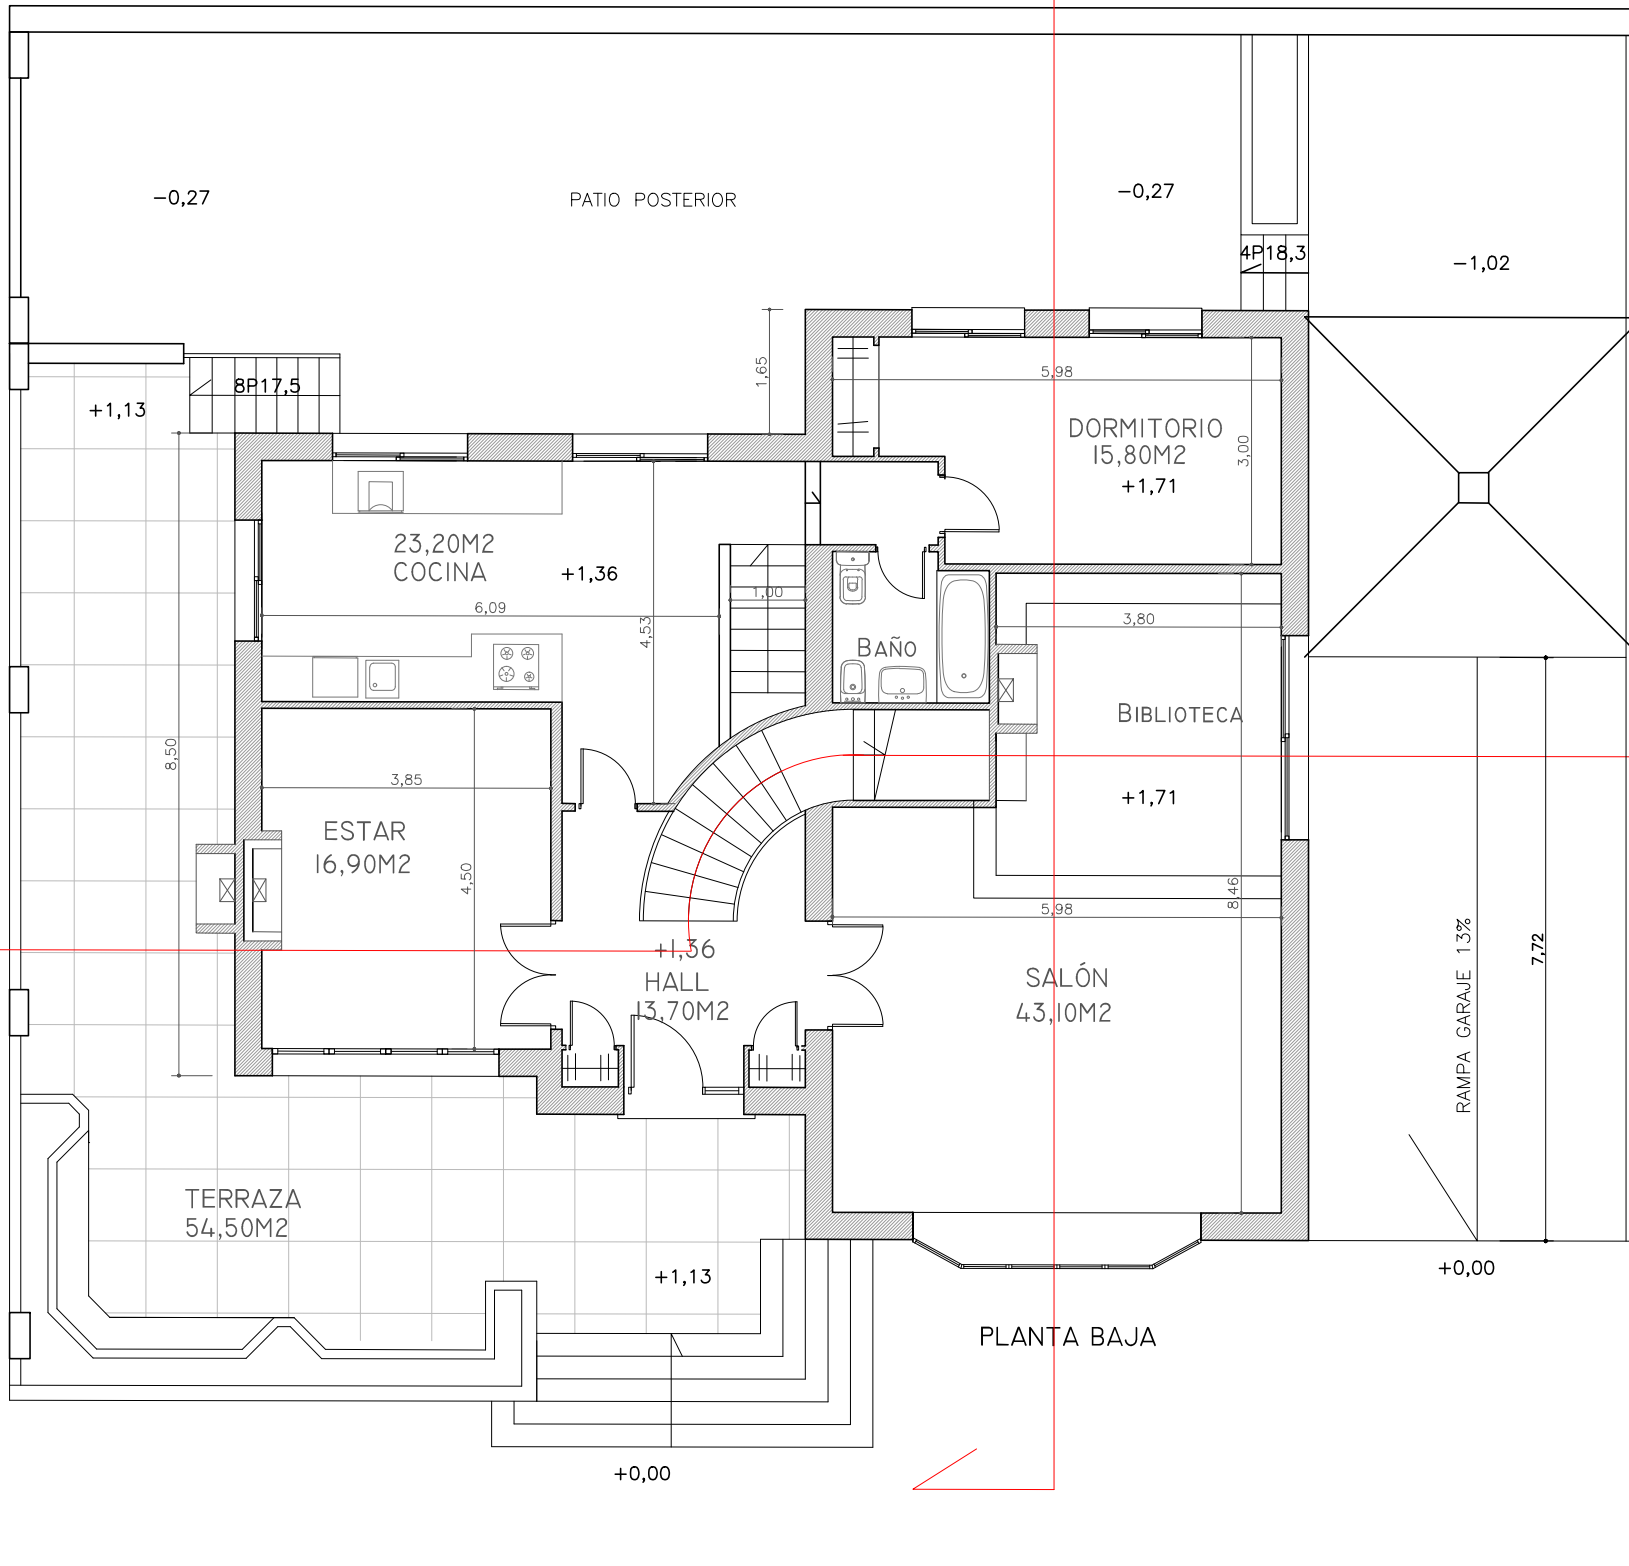 -0,27
PATIO POSTERIOR
-0,27
4P18,3
-1,02
1,65
5,98
8P17,5
+1,13
DORMITORIO
15,80M2
3,00
+1,71
23,20M2
COCINA
+1,36
1,00
6,09
4,53
3,80
BAÑO
BIBLIOTECA
8,50
3,85
+1,71
ESTAR
16,90M2
4,50
8,46
5,98
RAMPA GARAJE 13%
7,72
+1,36
HALL
13,70M2
SALÓN
43,10M2
TERRAZA
54,50M2
+1,13
+0,00
PLANTA BAJA
+0,00